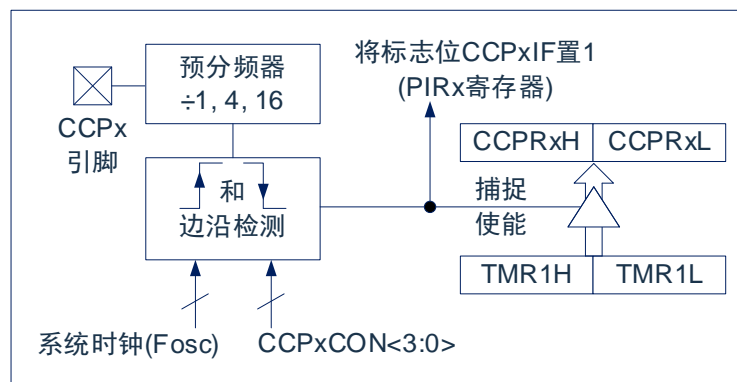 将标志位CCPxIF置1
(PIRx寄存器)
预分频器
÷1, 4, 16
CCPx
引脚
CCPRxH
CCPRxL
和
边沿检测
捕捉
使能
TMR1H
TMR1L
系统时钟(Fosc)
CCPxCON<3:0>